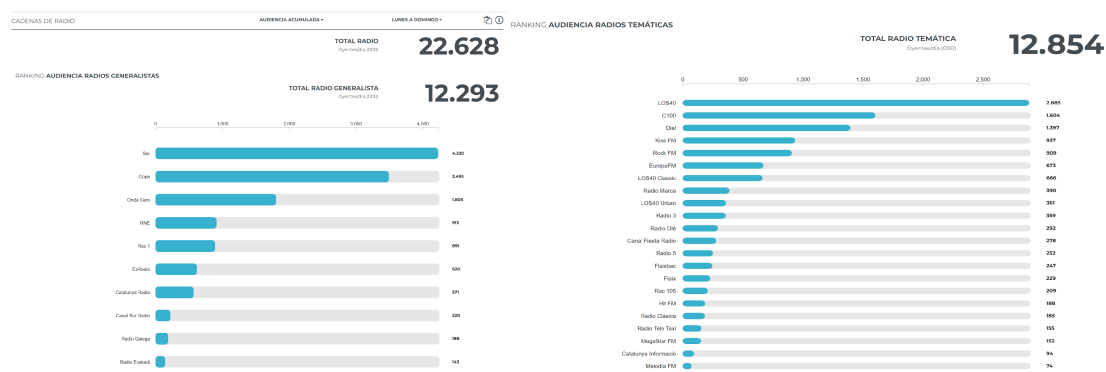 CADENAS DE RADIO
AUDIENCIA ACUMULADA
LUNES A DOMINGO
TOTAL RADIO
Oyentes/día (000)
22.628
RANKING AUDIENCIA RADIOS GENERALISTAS
TOTAL RADIO GENERALISTA
Oyentes/día (000)
12.293
0 1,000 2,000 3,000 4,000
Ser 4.230
Cope 3.493
Onda Cero 1.806
RNE 913
Rac 1 891
EsRadio 620
Catalunya Radio 571
Canal Sur Radio 220
Radio Galega 188
Radio Euskadi 143
RANKING AUDIENCIA RADIOS TEMÁTICAS
TOTAL RADIO TEMÁTICA
Oyentes/día (000)
12.854
0 500 1,000 1,500 2,000 2,500
LOS40 2.885
C100 1.604
Dial 1.397
Kiss FM 937
Rock FM 909
EuropaFM 673
LOS40 Classic 666
Radio Marca 390
LOS40 Urban 361
Radio 3 359
Radio Olé 292
Canal Fiesta Radio 278
Radio 5 252
Flaixbac 247
Flaix 229
Rac 105 209
Hit FM 188
Radio Clásica 185
Radio Tele Taxi 155
MegaStar FM 152
Catalunya Informació 94
Melodía FM 74